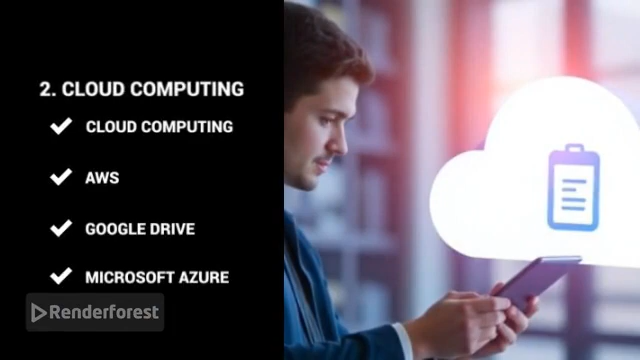 2. CLOUD COMPUTING
CLOUD COMPUTING
AWS
GOOGLE DRIVE
MICROSOFT AZURE
Renderforest